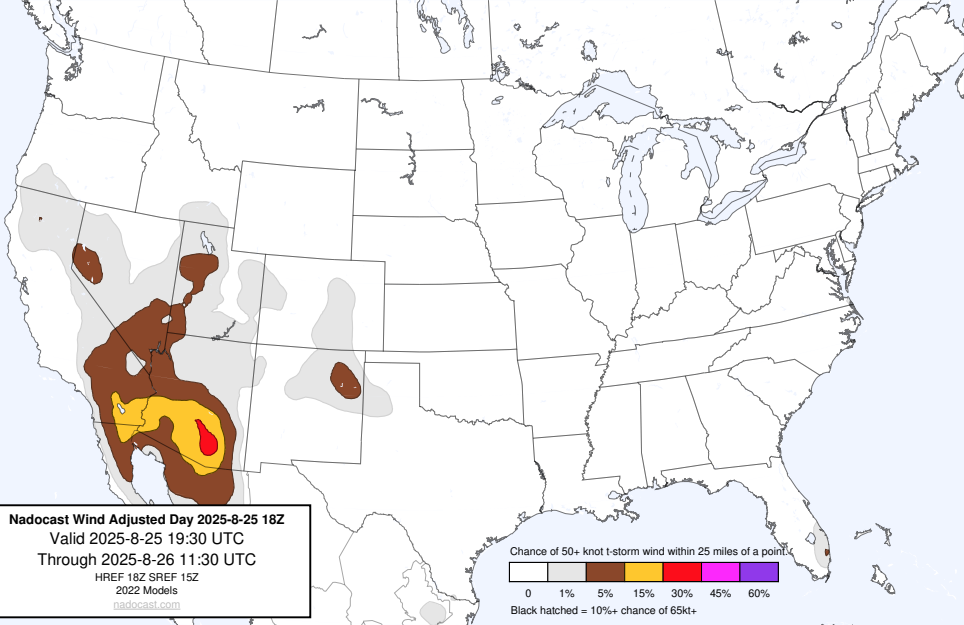 Nadocast Wind Adjusted Day 2025-8-25 18Z
Valid 2025-8-25 19:30 UTC
Through 2025-8-26 11:30 UTC
HREF 18Z SREF 15Z
2022 Models
nadocast.com
Chance of 50+ knot t-storm wind within 25 miles of a point.
0 1% 5% 15% 30% 45% 60%
Black hatched = 10%+ chance of 65kt+